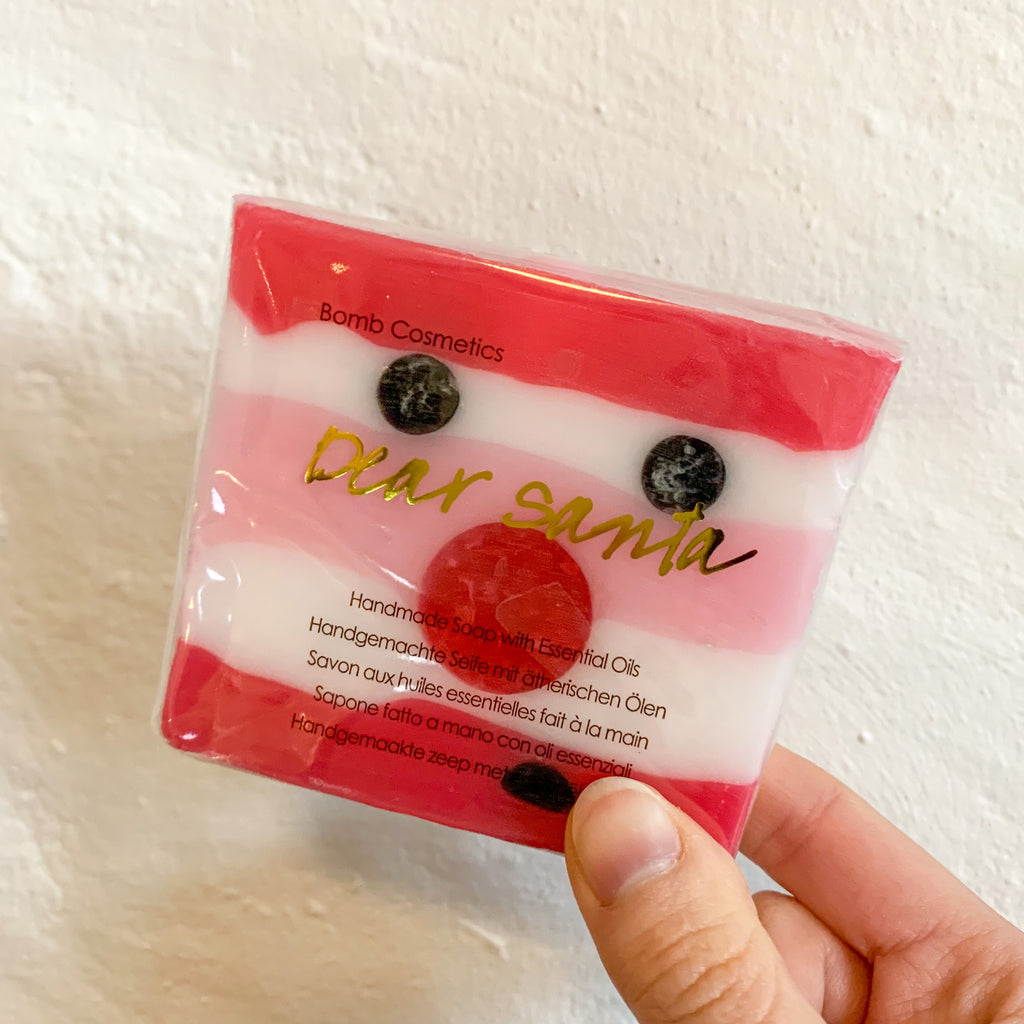 Bomb Cosmetics
Dear Santa
Handmade Soap with Essential Oils
Handgemachte Seife mit ätherischen Ölen
Savon aux huiles essentielles fait à la main
Sapone fatto a mano con oli essenziali
Handgemaakte zeep met